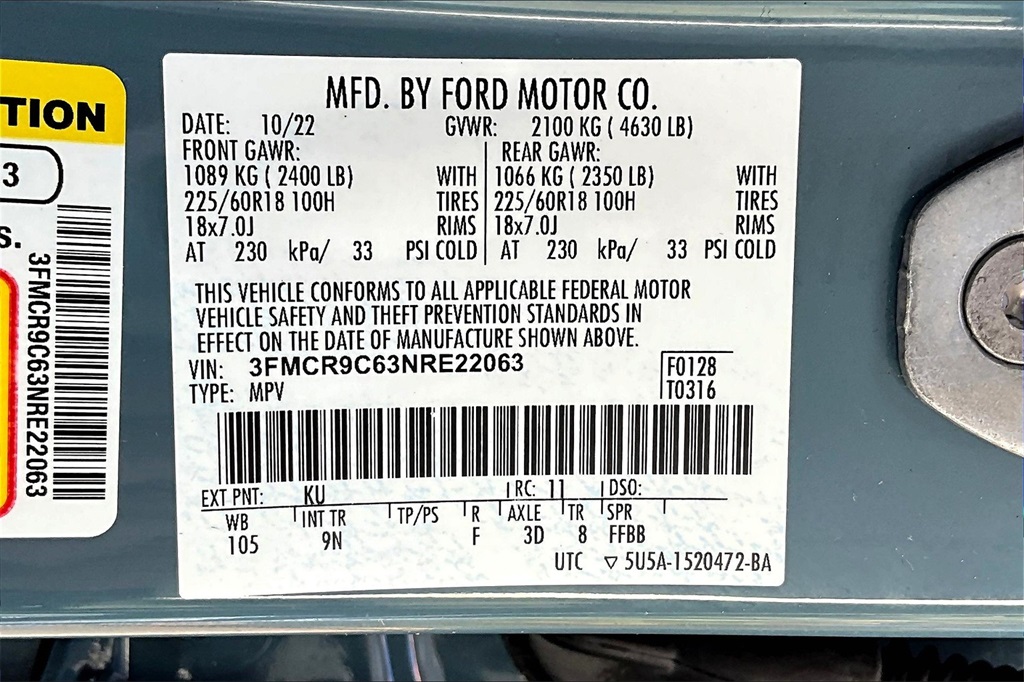 TION
3
S.
3FMCR9C63NRE22063
MFD. BY FORD MOTOR CO.
DATE: 10/22 GVWR: 2100 KG ( 4630 LB)
FRONT GAWR: REAR GAWR:
1089 KG ( 2400 LB) WITH 1066 KG ( 2350 LB) WITH
225/60R18 100H TIRES 225/60R18 100H TIRES
18x7.0J RIMS 18x7.0J RIMS
AT 230 kPa/ 33 PSI COLD AT 230 kPa/ 33 PSI COLD
THIS VEHICLE CONFORMS TO ALL APPLICABLE FEDERAL MOTOR
VEHICLE SAFETY AND THEFT PREVENTION STANDARDS IN
EFFECT ON THE DATE OF MANUFACTURE SHOWN ABOVE.
VIN: 3FMCR9C63NRE22063 F0128
TYPE: MPV T0316
EXT PNT: KU RC: 11 DSO:
WB INT TR TP/PS R AXLE TR SPR
105 9N F 3D 8 FFBB
UTC ▽ 5U5A-1520472-BA